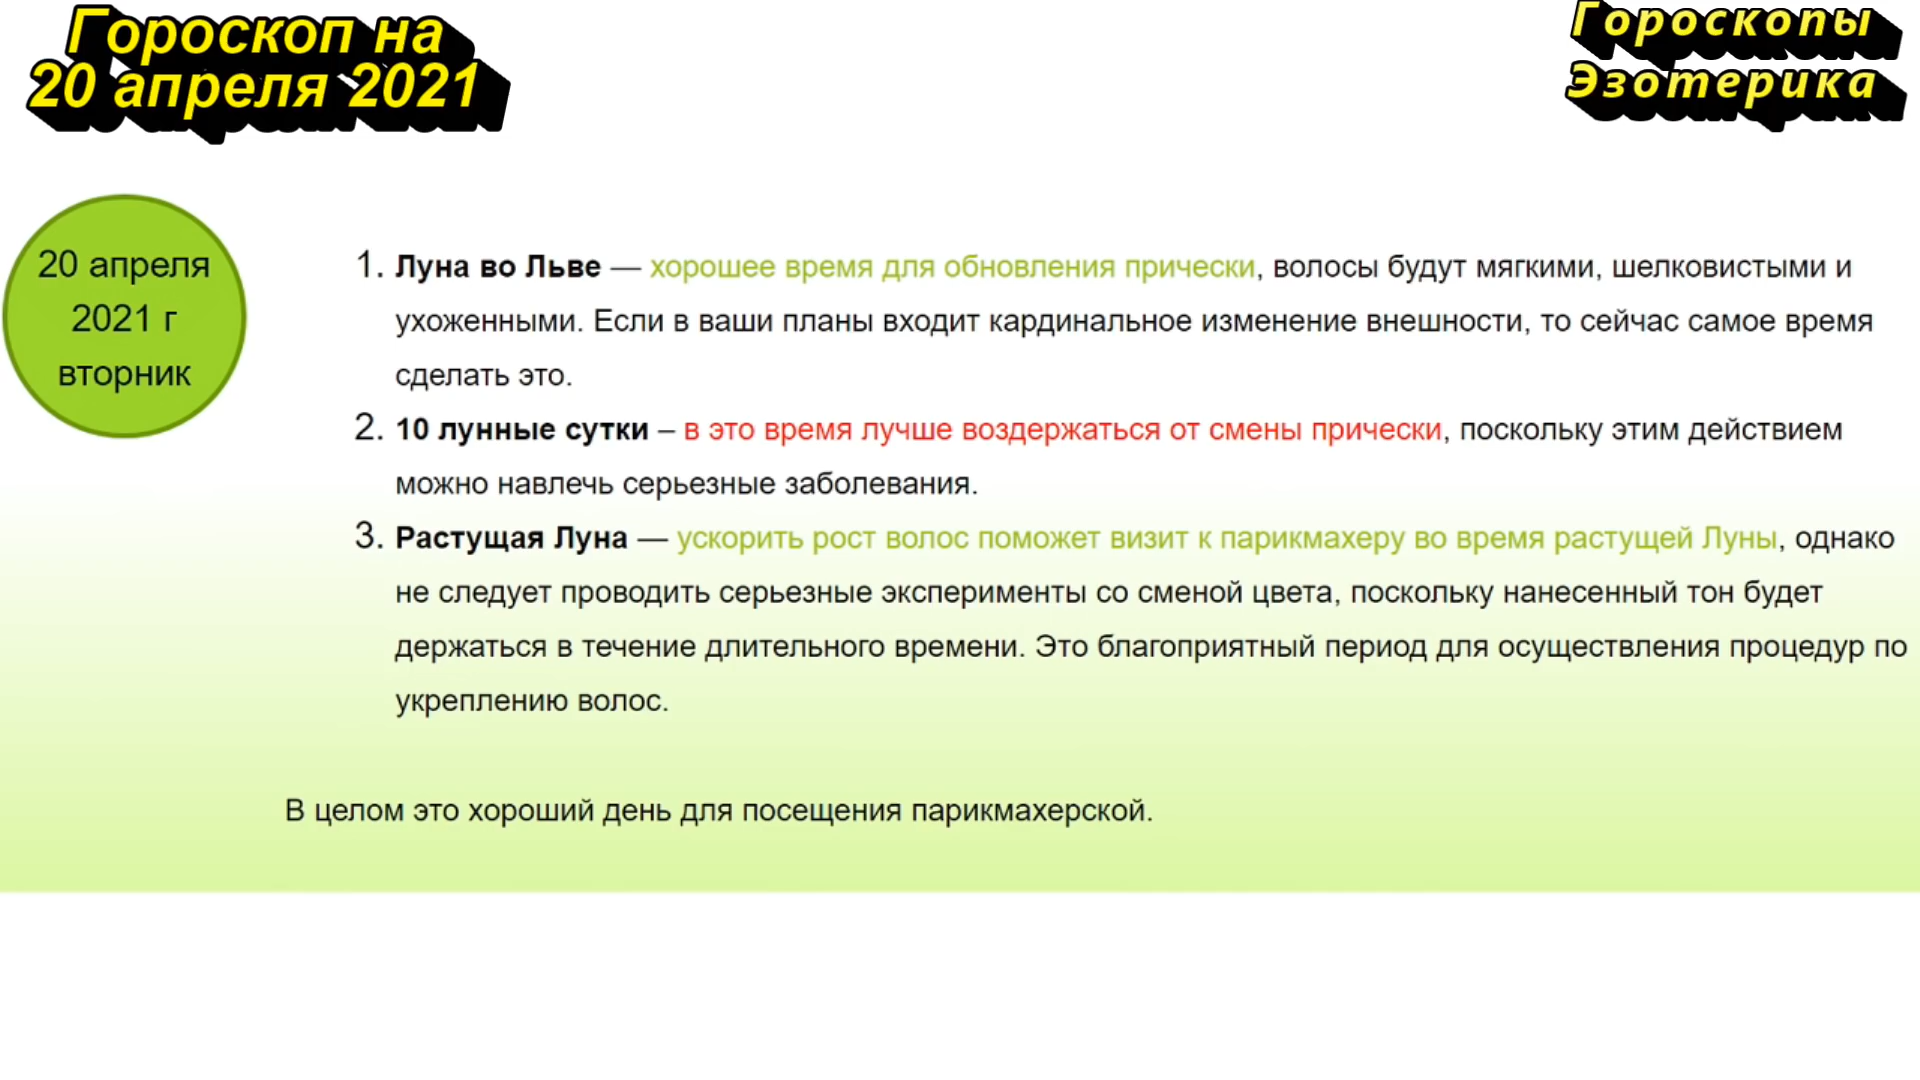 Гороскоп на
20 апреля 2021
Гороскопы
Эзотерика
20 апреля
2021 г
вторник
1. Луна во Льве — хорошее время для обновления прически, волосы будут мягкими, шелковистыми и
ухоженными. Если в ваши планы входит кардинальное изменение внешности, то сейчас самое время
сделать это.
2. 10 лунные сутки – в это время лучше воздержаться от смены прически, поскольку этим действием
можно навлечь серьезные заболевания.
3. Растущая Луна — ускорить рост волос поможет визит к парикмахеру во время растущей Луны, однако
не следует проводить серьезные эксперименты со сменой цвета, поскольку нанесенный тон будет
держаться в течение длительного времени. Это благоприятный период для осуществления процедур по
укреплению волос.
В целом это хороший день для посещения парикмахерской.